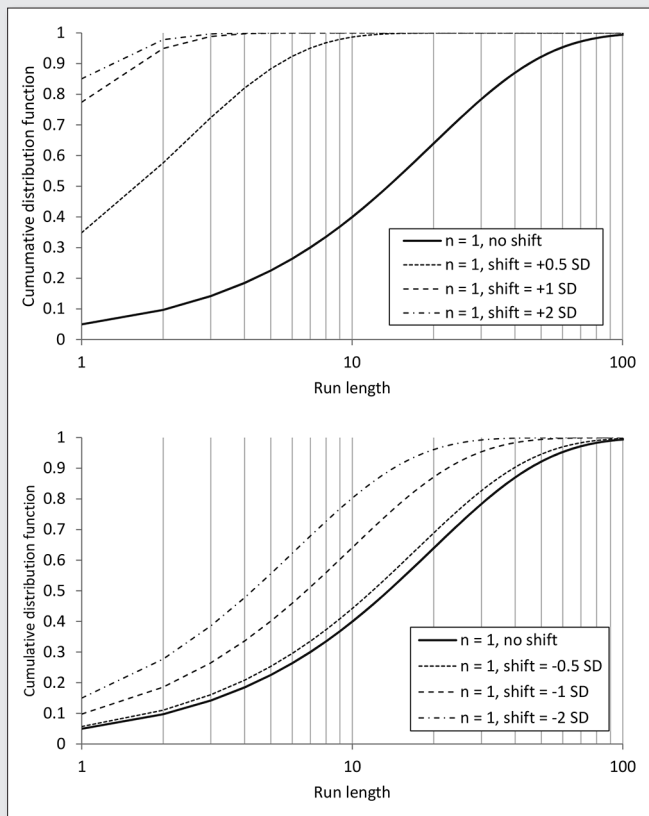 Cumumative distribution function
1
0.9
0.8
0.7
0.6
0.5
0.4
0.3
0.2
0.1
0
n = 1, no shift
n = 1, shift = +0.5 SD
n = 1, shift = +1 SD
n = 1, shift = +2 SD
1 10 100
Run length
Cumulative distribution function
1
0.9
0.8
0.7
0.6
0.5
0.4
0.3
0.2
0.1
0
n = 1, no shift
n = 1, shift = -0.5 SD
n = 1, shift = -1 SD
n = 1, shift = -2 SD
1 10 100
Run length